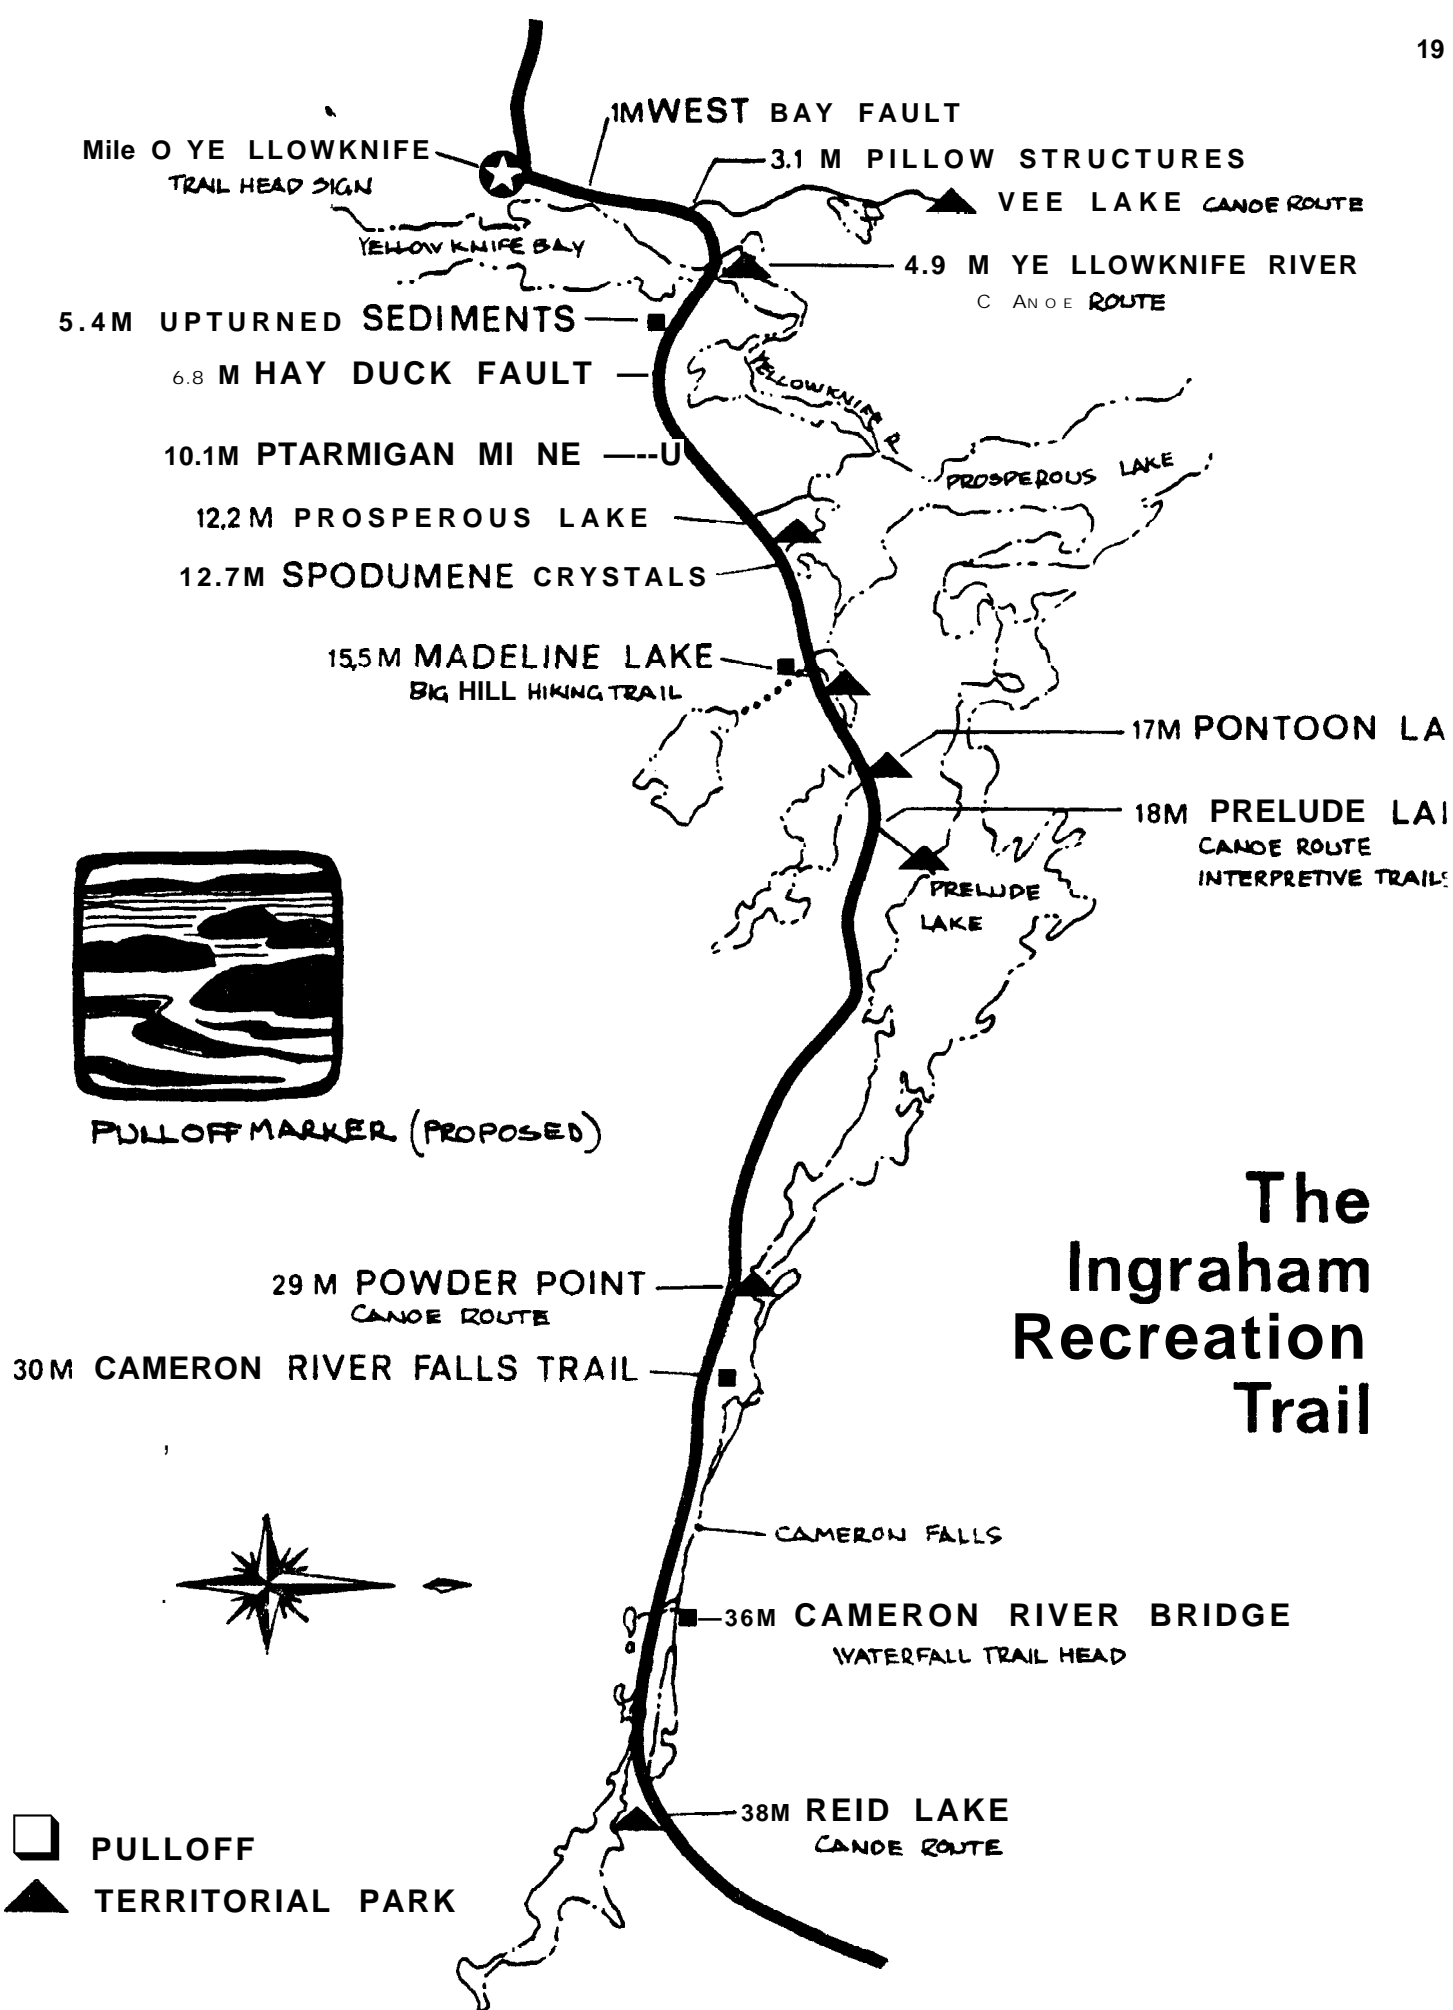 19
1M WEST BAY FAULT
Mile O YE LLOWKNIFE
TRAIL HEAD SIGN
3.1 M PILLOW STRUCTURES
VEE LAKE CANOE ROUTE
YELLOWKNIFE BAY
4.9 M YE LLOWKNIFE RIVER
C ANOE ROUTE
5.4M UPTURNED SEDIMENTS
6.8 M HAY DUCK FAULT
YELLOWKNIFE R
10.1M PTARMIGAN MI NE —--U
PROSPEROUS LAKE
12.2 M PROSPEROUS LAKE
12.7M SPODUMENE CRYSTALS
15.5 M MADELINE LAKE
BIG HILL HIKING TRAIL
17M PONTOON LA
18M PRELUDE LA
CANOE ROUTE
INTERPRETIVE TRAILS
PRELUDE
LAKE
PULLOFF MARKER (PROPOSED)
The
Ingraham
Recreation
Trail
29 M POWDER POINT
CANOE ROUTE
30 M CAMERON RIVER FALLS TRAIL
CAMERON FALLS
36M CAMERON RIVER BRIDGE
WATERFALL TRAIL HEAD
38M REID LAKE
CANOE ROUTE
PULLOFF
TERRITORIAL PARK